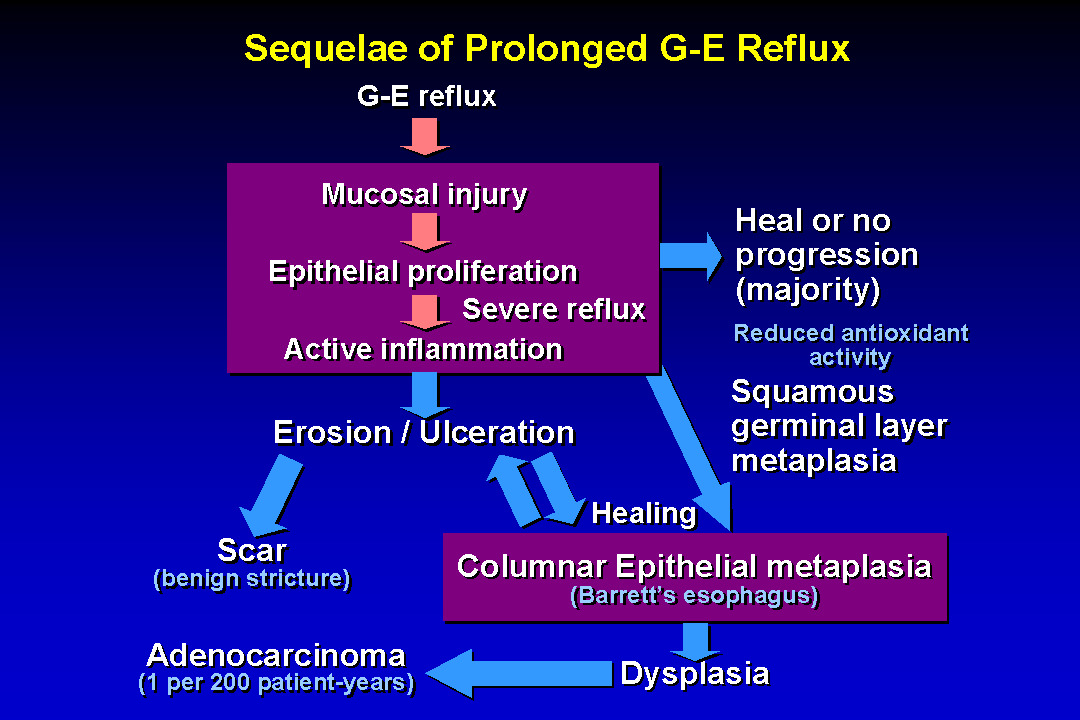 Sequelae of Prolonged G-E Reflux
G-E reflux
Mucosal injury
Epithelial proliferation
Severe reflux
Active inflammation
Heal or no
progression
(majority)
Reduced antioxidant
activity
Squamous
germinal layer
metaplasia
Erosion / Ulceration
Healing
Scar
(benign stricture)
Columnar Epithelial metaplasia
(Barrett's esophagus)
Dysplasia
Adenocarcinoma
(1 per 200 patient-years)